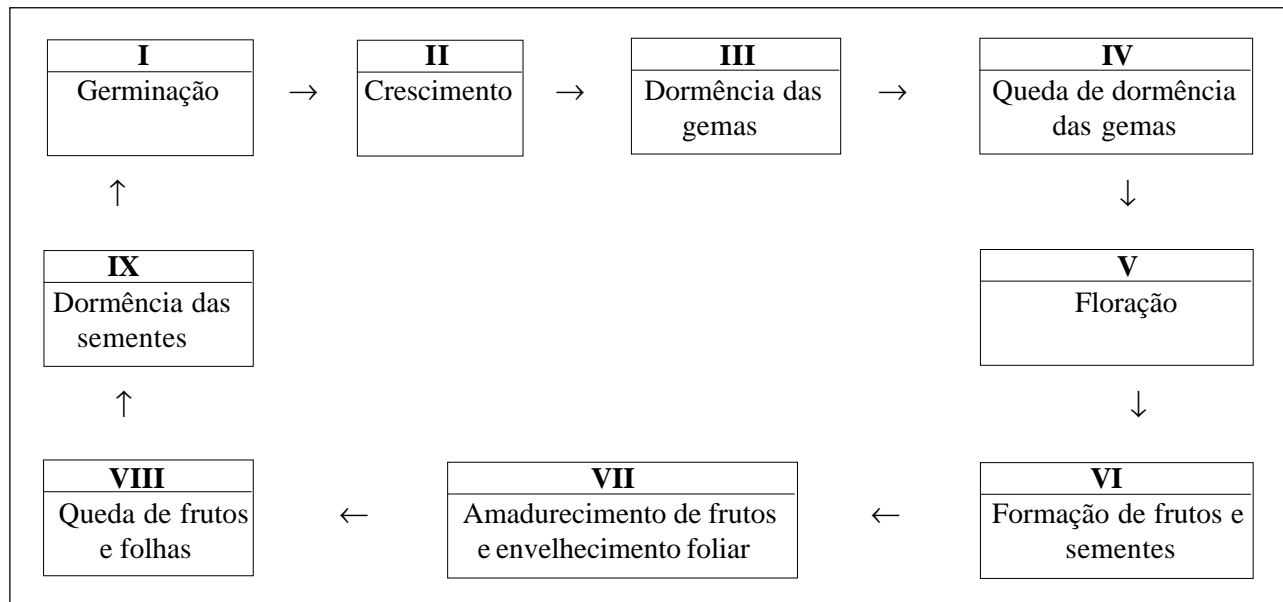 I
Germinação
→
II
Crescimento
→
III
Dormência das
gemas
→
IV
Queda de dormência
das gemas
↑
↓
IX
Dormência das
sementes
V
Floração
↑
↓
VIII
Queda de frutos
e folhas
←
VII
Amadurecimento de frutos
e envelhecimento foliar
←
VI
Formação de frutos e
sementes